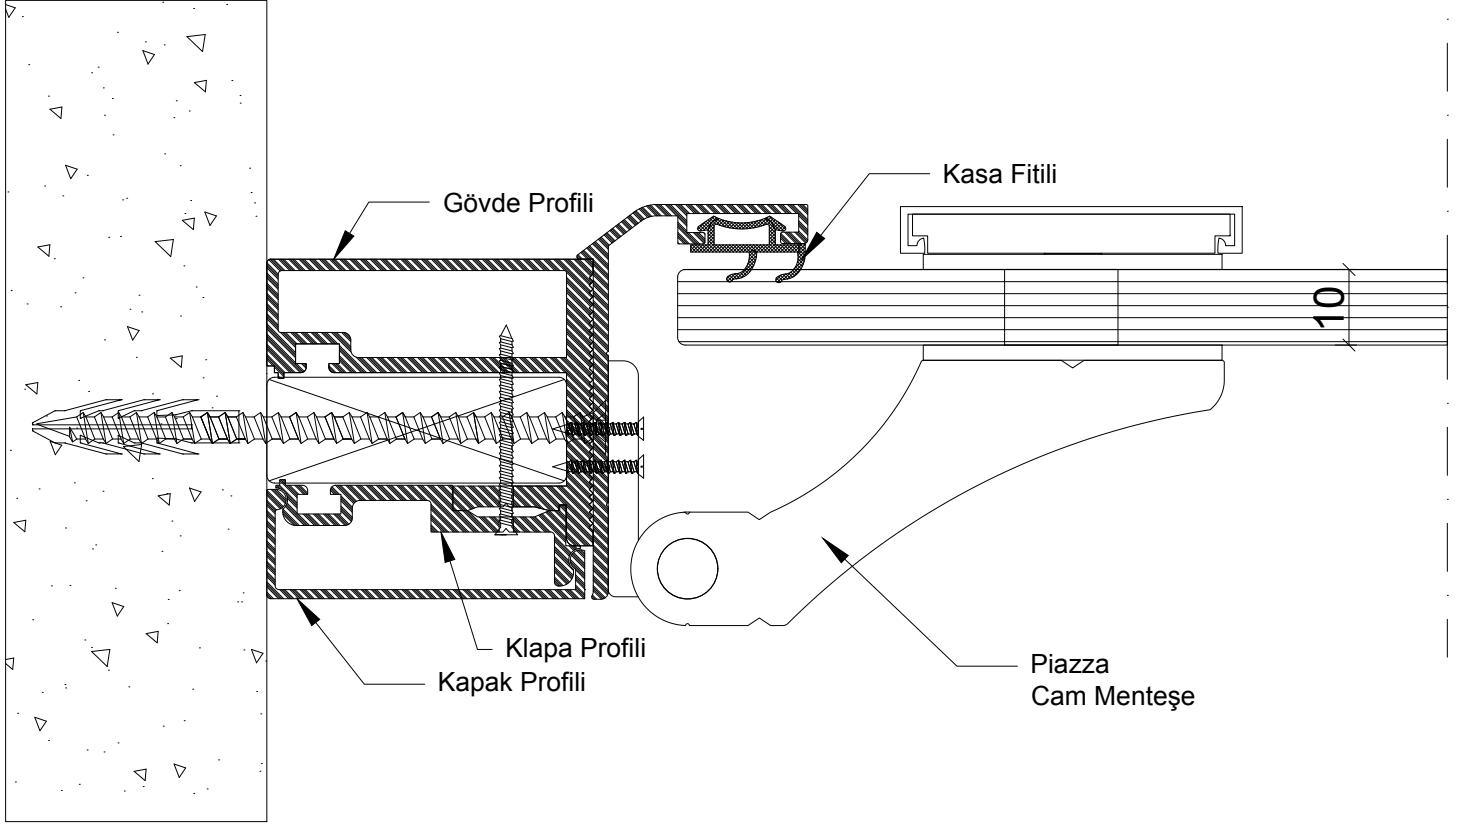 Kasa Fitili
Gövde Profili
10
Klapa Profili
Kapak Profili
Piazza
Cam Menteşe